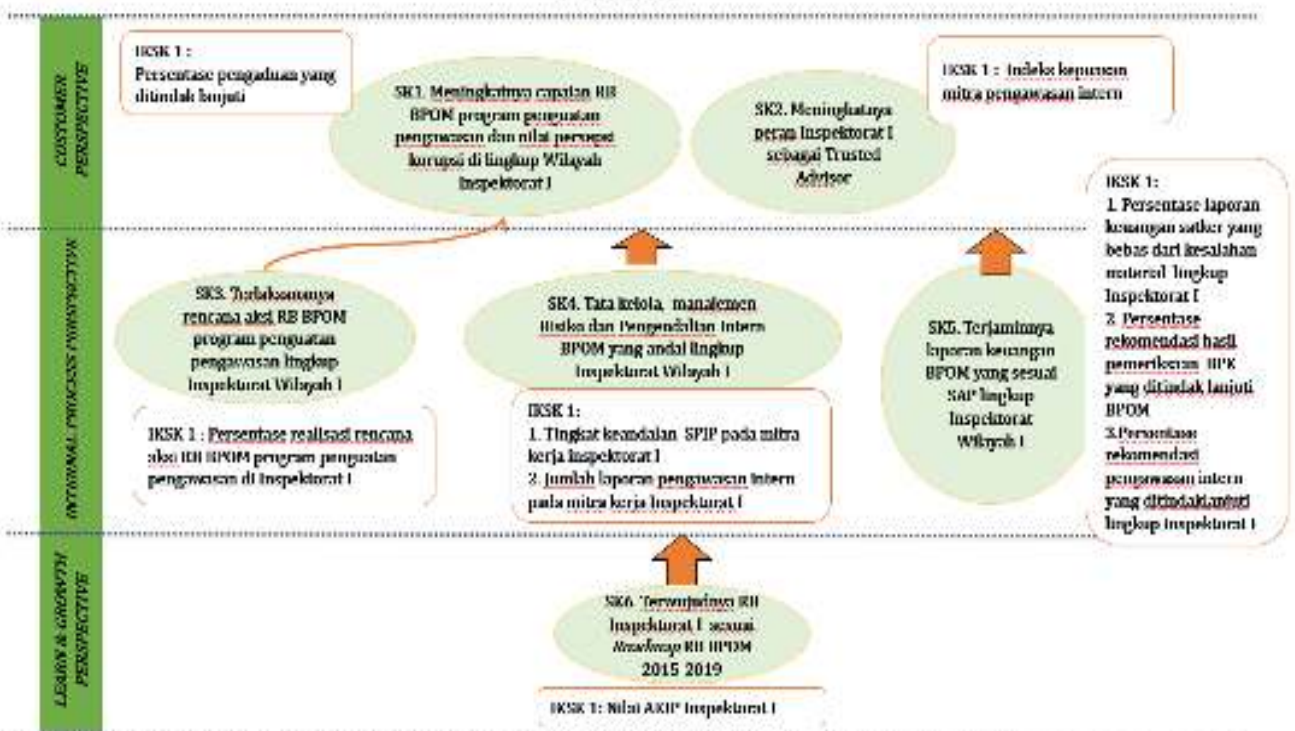 CUSTOMER
PERSPECTIVE
IKSK 1 :
Persentase pengaduan yang
ditindak lanjuti
SK1. Meningkatnya capaian RB
BPOM program penguatan
pengawasan dan nilai persepsi
korupsi di lingkup Wilayah
Inspektorat I
SK2. Meningkatnya
peran Inspektorat I
sebagai Trusted
Advisor
IKSK 1 : Indeks kepuasan
mitra pengawasan intern
INTERNAL PROCESS PERSPECTIVE
SK3. Terlaksananya
rencana aksi RB BPOM
program penguatan
pengawasan lingkup
Inspektorat Wilayah I
IKSK 1 : Persentase realisasi rencana
aksi RB BPOM program penguatan
pengawasan di Inspektorat I
SK4. Tata kelola, manajemen
Risiko dan Pengendalian Intern
BPOM yang andal lingkup
Inspektorat Wilayah I
IKSK 1:
1. Tingkat keandalan SPIP pada mitra
kerja inspektorat I
2. Jumlah laporan pengawasan intern
pada mitra kerja Inspektorat I
SK5. Terjaminnya
laporan keuangan
BPOM yang sesuai
SAP lingkup
Inspektorat
Wilayah I
IKSK 1:
1. Persentase laporan
keuangan satker yang
bebas dari kesalahan
material lingkup
Inspektorat I
2. Persentase
rekomendasi hasil
pemeriksaan BPK
yang ditindak lanjuti
BPOM
3.Persentase
rekomendasi
pengawasan intern
yang ditindaklanjuti
lingkup Inspektorat I
LEARN & GROWTH
PERSPECTIVE
SK6. Terwujudnya RB
Inspektorat I sesuai
Roadmap RB BPOM
2015-2019
IKSK 1: Nilai AKIP Inspektorat I